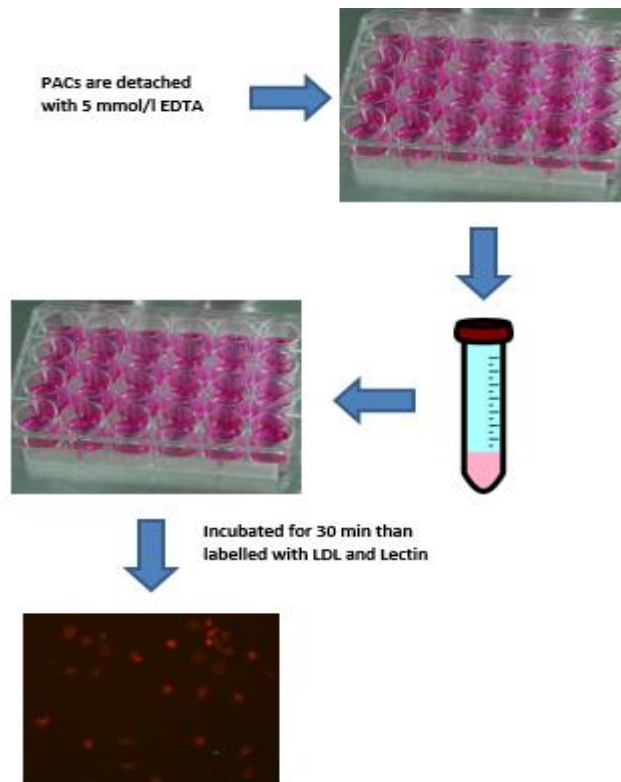 PACs are detached
with 5 mmol/l EDTA
Incubated for 30 min than
labelled with LDL and Lectin